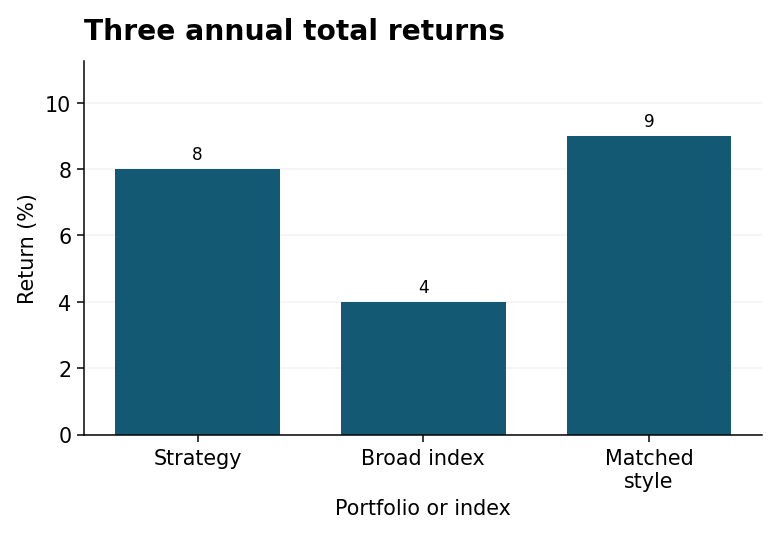 Three annual total returns
Return (%)
10
8
6
4
2
0
8
4
9
Strategy
Broad index
Matched
style
Portfolio or index